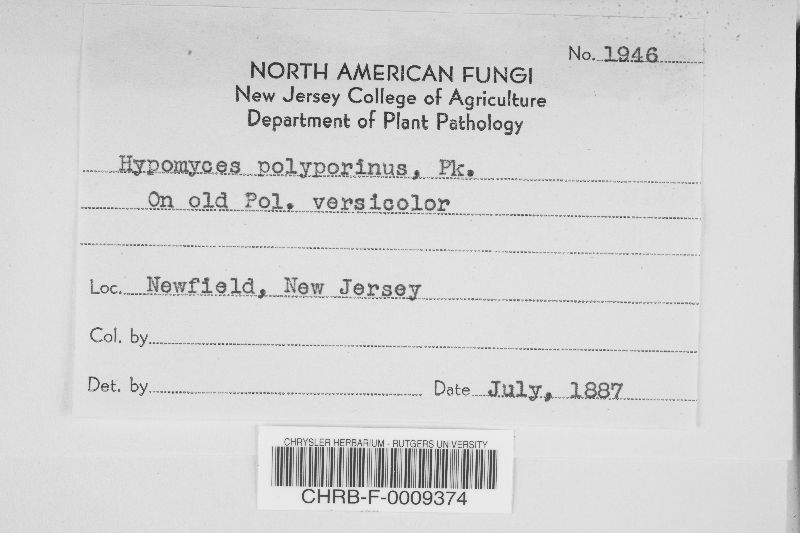 No. 1946
NORTH AMERICAN FUNGI
New Jersey College of Agriculture
Department of Plant Pathology
Hypomyces polyporinus, Pk.
On old Pol. versicolor
Loc. Newfield, New Jersey
Col. by
Det. by Date July, 1887
CHRYSLER HERBARIUM - RUTGERS UNIVERSITY
CHRB-F-0009374